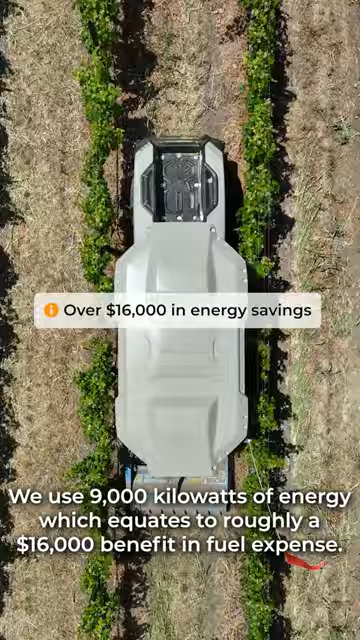 Over $16,000 in energy savings
We use 9,000 kilowatts of energy
which equates to roughly a
$16,000 benefit in fuel expense.